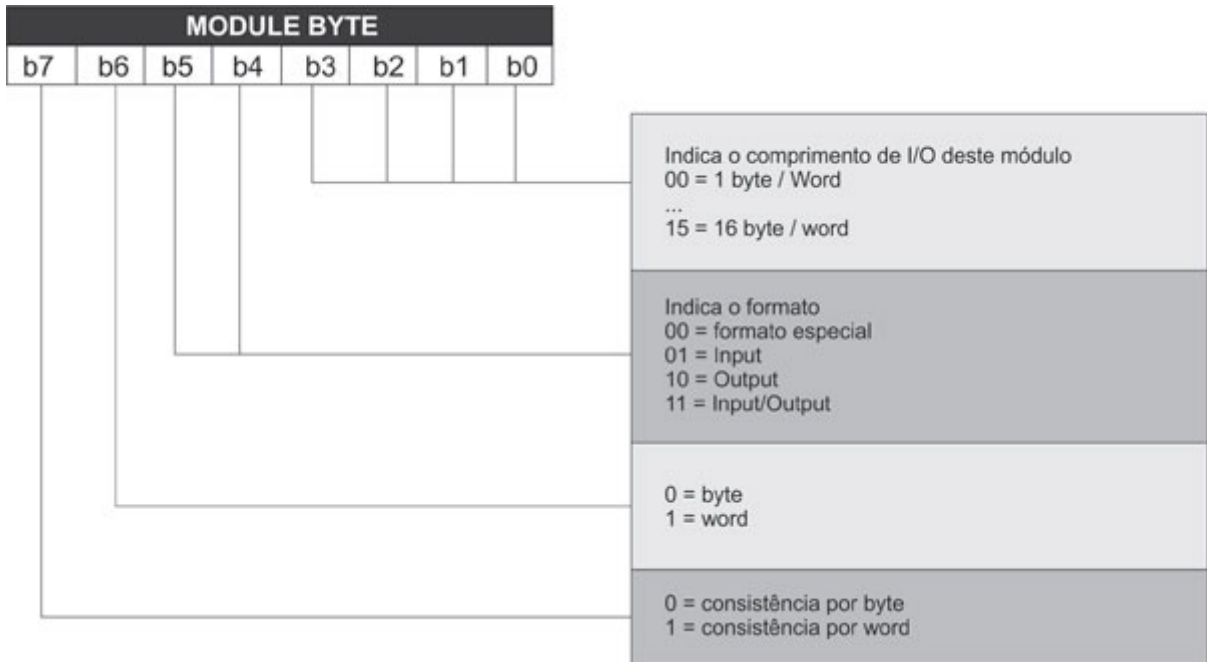 MODULE BYTE
b7 b6 b5 b4 b3 b2 b1 b0
Indica o comprimento de I/O deste módulo
00 = 1 byte / Word
...
15 = 16 byte / word
Indica o formato
00 = formato especial
01 = Input
10 = Output
11 = Input/Output
0 = byte
1 = word
0 = consistência por byte
1 = consistência por word